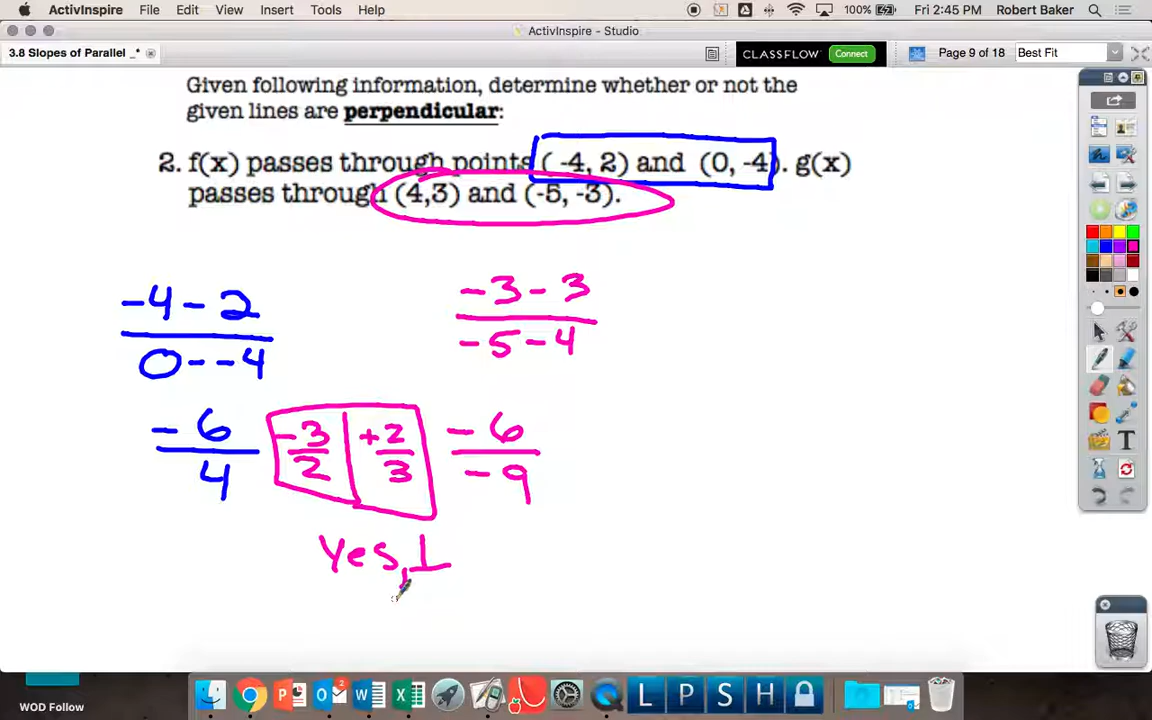 ActivInspire File Edit View Insert Tools Help 100% Fri 2:45 PM Robert Baker
ActivInspire - Studio
3.8 Slopes of Parallel _* CLASSFLOW Connect Page 9 of 18 Best Fit
Given following information, determine whether or not the
given lines are perpendicular:
2. f(x) passes through points ( -4, 2) and (0, -4). g(x)
passes through (4,3) and (-5, -3).
-4 - 2
0 - - 4
-3 - 3
-5 - 4
-6
4
-3
2
+2
3
-6
-9
Yes, ⊥
WOD Follow
2
L P S H